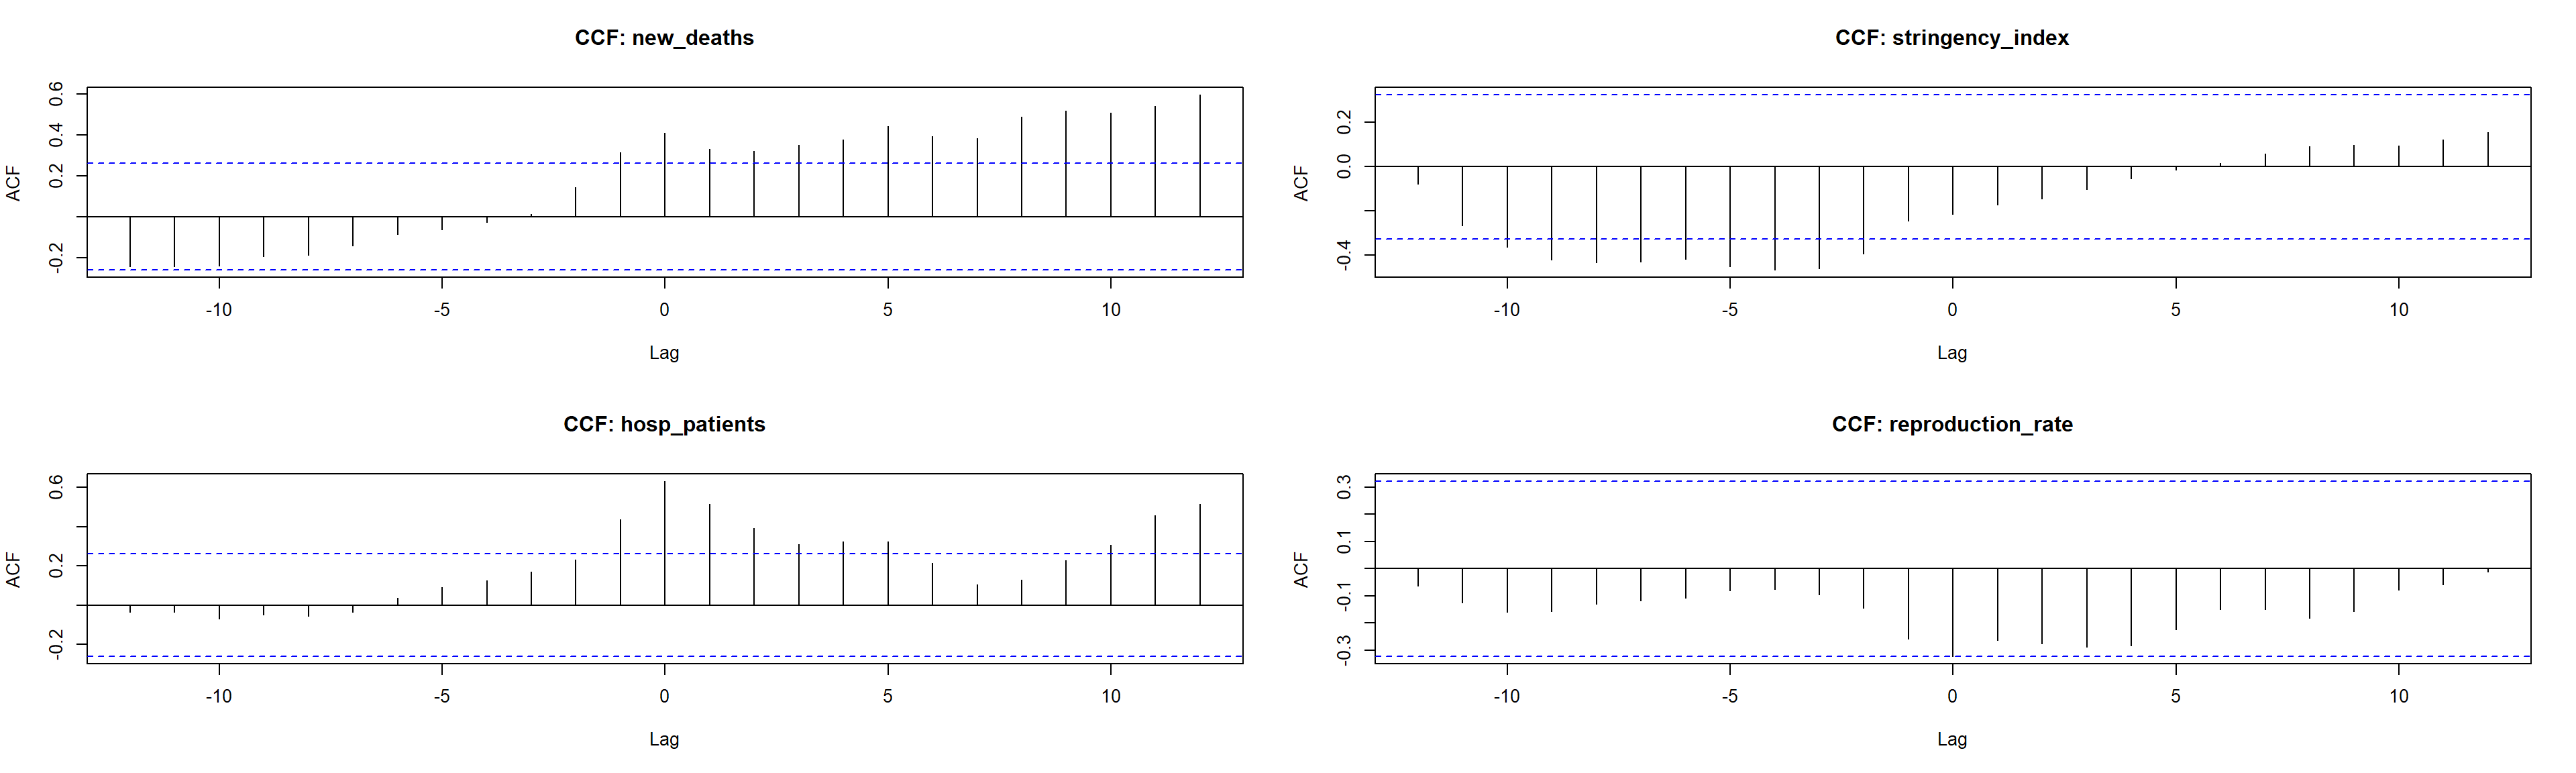 CCF: new_deaths
ACF
0.6
0.4
0.2
-0.2
-10 -5 0 5 10
Lag
CCF: stringency_index
ACF
0.2
0.0
-0.4
-10 -5 0 5 10
Lag
CCF: hosp_patients
ACF
0.6
0.2
-0.2
-10 -5 0 5 10
Lag
CCF: reproduction_rate
ACF
0.3
0.1
-0.1
-0.3
-10 -5 0 5 10
Lag